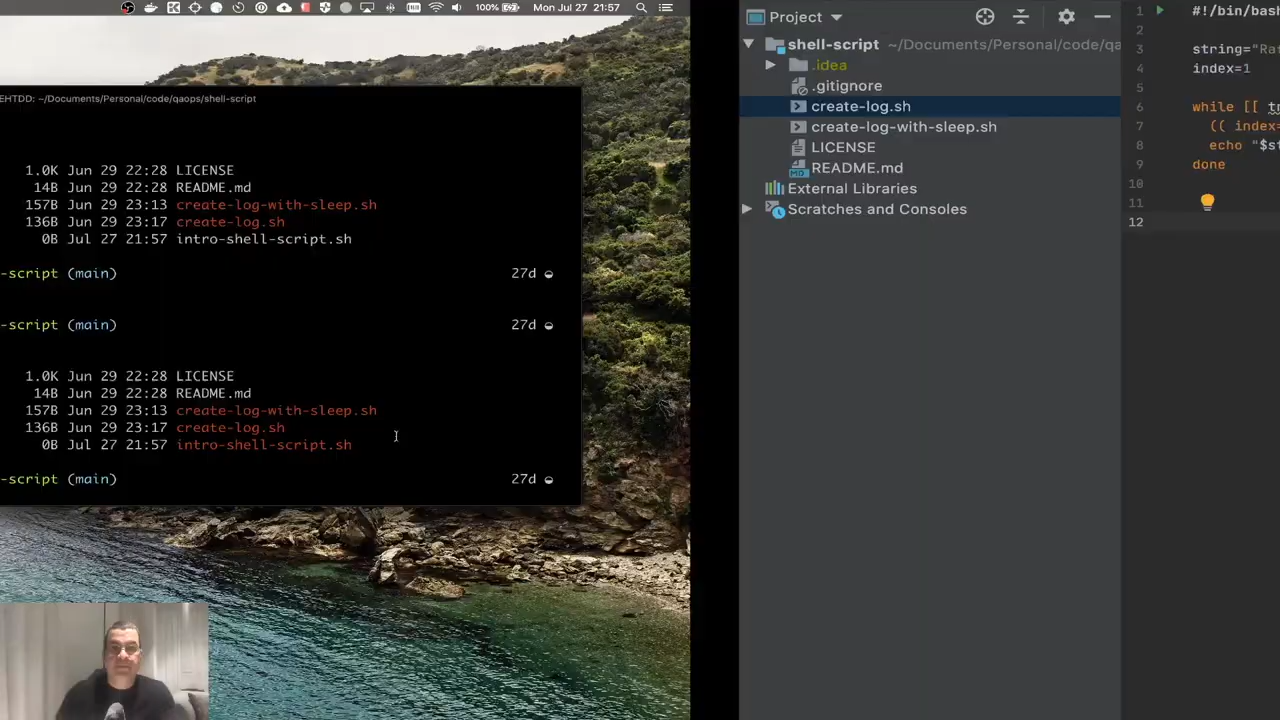 100%
Mon Jul 27 21:57
EHTDD: ~/Documents/Personal/code/qaops/shell-script
1.0K Jun 29 22:28 LICENSE
14B Jun 29 22:28 README.md
157B Jun 29 23:13 create-log-with-sleep.sh
136B Jun 29 23:17 create-log.sh
0B Jul 27 21:57 intro-shell-script.sh
-script (main) 27d
-script (main) 27d
1.0K Jun 29 22:28 LICENSE
14B Jun 29 22:28 README.md
157B Jun 29 23:13 create-log-with-sleep.sh
136B Jun 29 23:17 create-log.sh
0B Jul 27 21:57 intro-shell-script.sh
-script (main) 27d
Project
shell-script ~/Documents/Personal/code/qa
.idea
.gitignore
create-log.sh
create-log-with-sleep.sh
LICENSE
README.md
External Libraries
Scratches and Consoles
1 #!/bin/bash
2
3 string="Ra
4 index=1
5
6 while [[ tr
7 (( index=
8 echo "$st
9 done
10
11
12